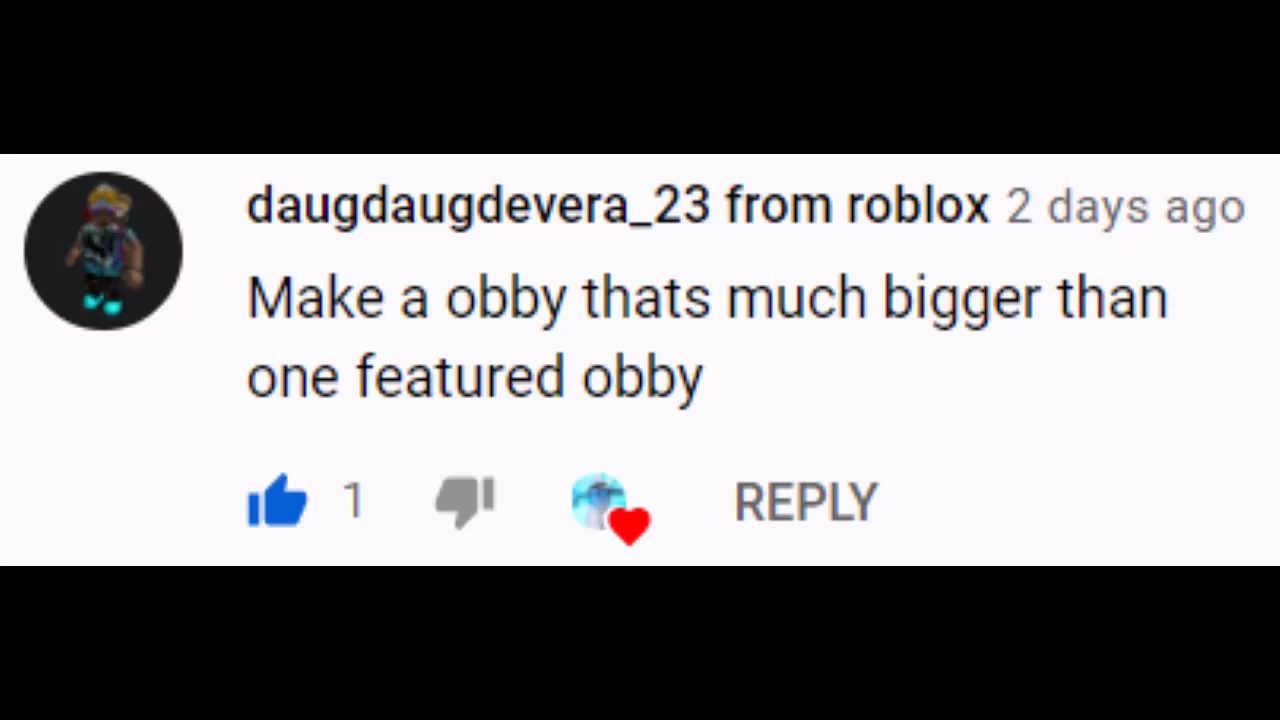 daugdaugdevera_23 from roblox 2 days ago
Make a obby thats much bigger than
one featured obby
1 REPLY